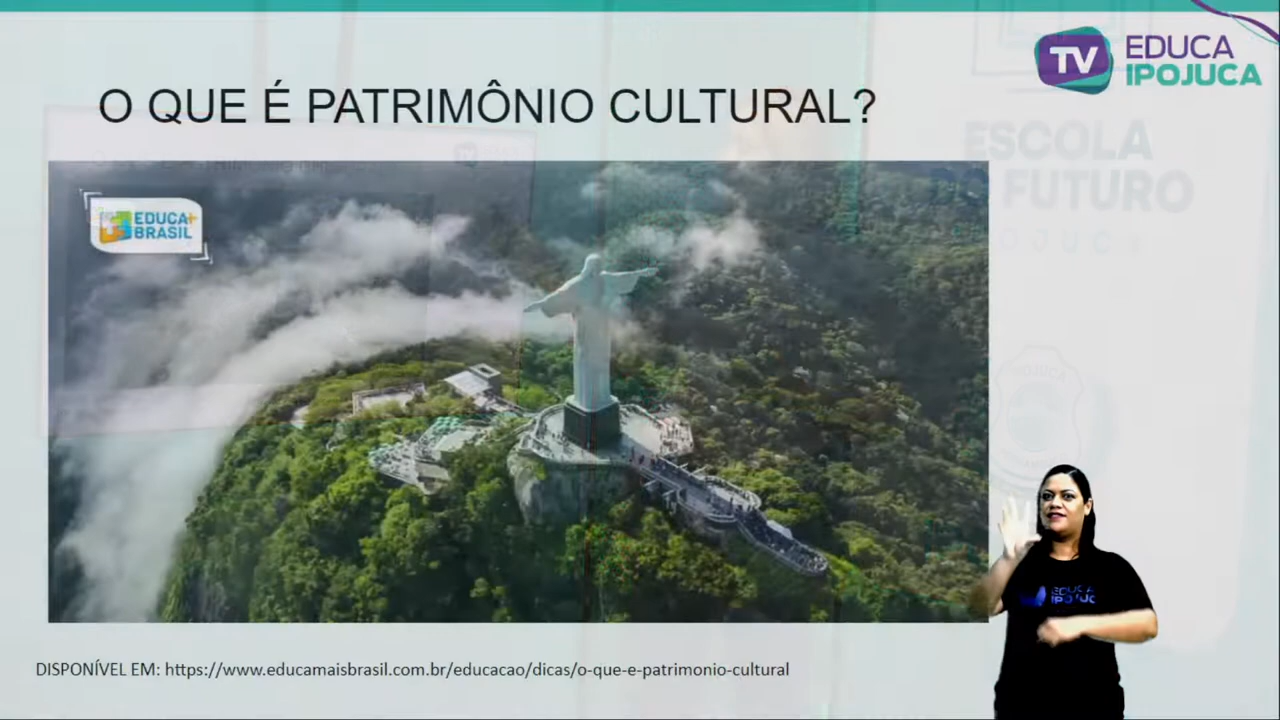 TV EDUCA
IPOJUCA
O QUE É PATRIMÔNIO CULTURAL?
ESCOLA
DO FUTURO
IPOJUCA
EDUCA+
BRASIL
EDUCA
IPOJUCA
DISPONÍVEL EM: https://www.educamaisbrasil.com.br/educacao/dicas/o-que-e-patrimonio-cultural